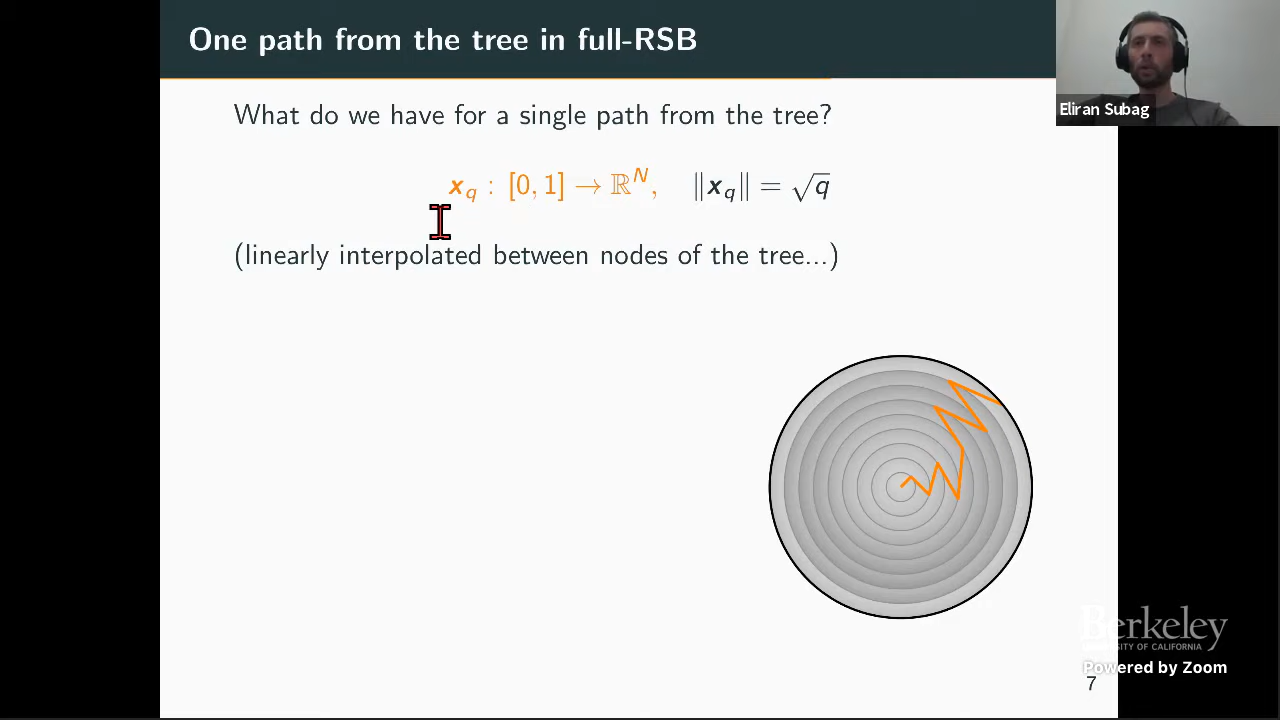 One path from the tree in full-RSB
Eliran Subag
What do we have for a single path from the tree?
x_q : [0, 1] → ℝ^N, ‖x_q‖ = √q
(linearly interpolated between nodes of the tree...)
Berkeley
UNIVERSITY OF CALIFORNIA
Powered by Zoom
7